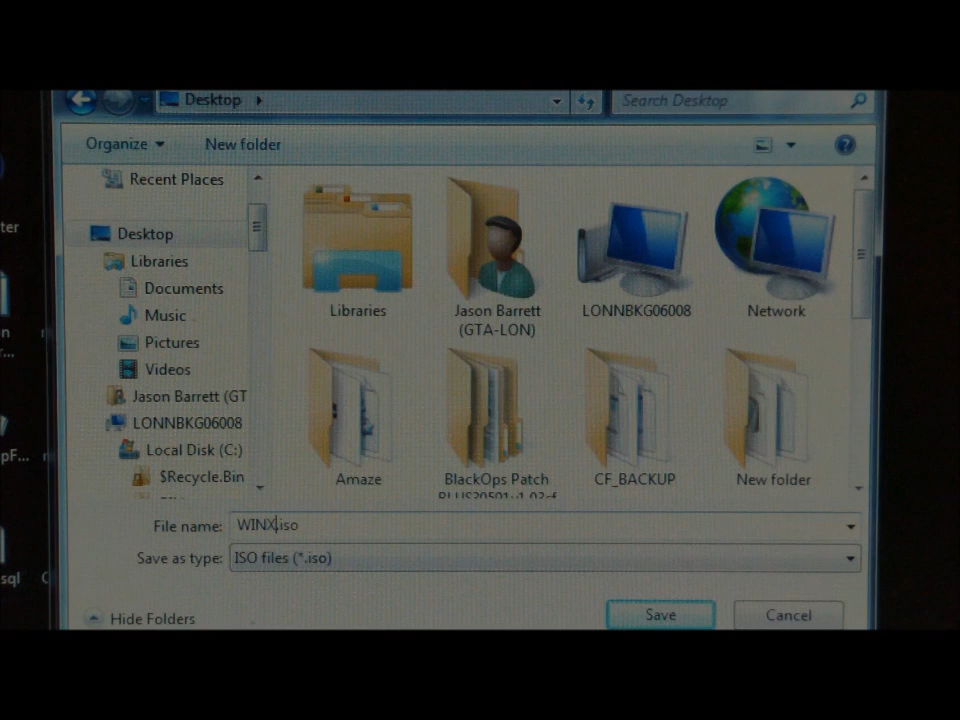 Desktop
Search Desktop
Organize
New folder
Recent Places
Desktop
Libraries
Documents
Music
Pictures
Videos
Jason Barrett (GT
LONNBKG06008
Local Disk (C:)
$Recycle.Bin
Libraries
Jason Barrett
(GTA-LON)
LONNBKG06008
Network
Amaze
BlackOps Patch
CF_BACKUP
New folder
File name:
WINX.iso
Save as type:
ISO files (*.iso)
Hide Folders
Save
Cancel
ter
sql